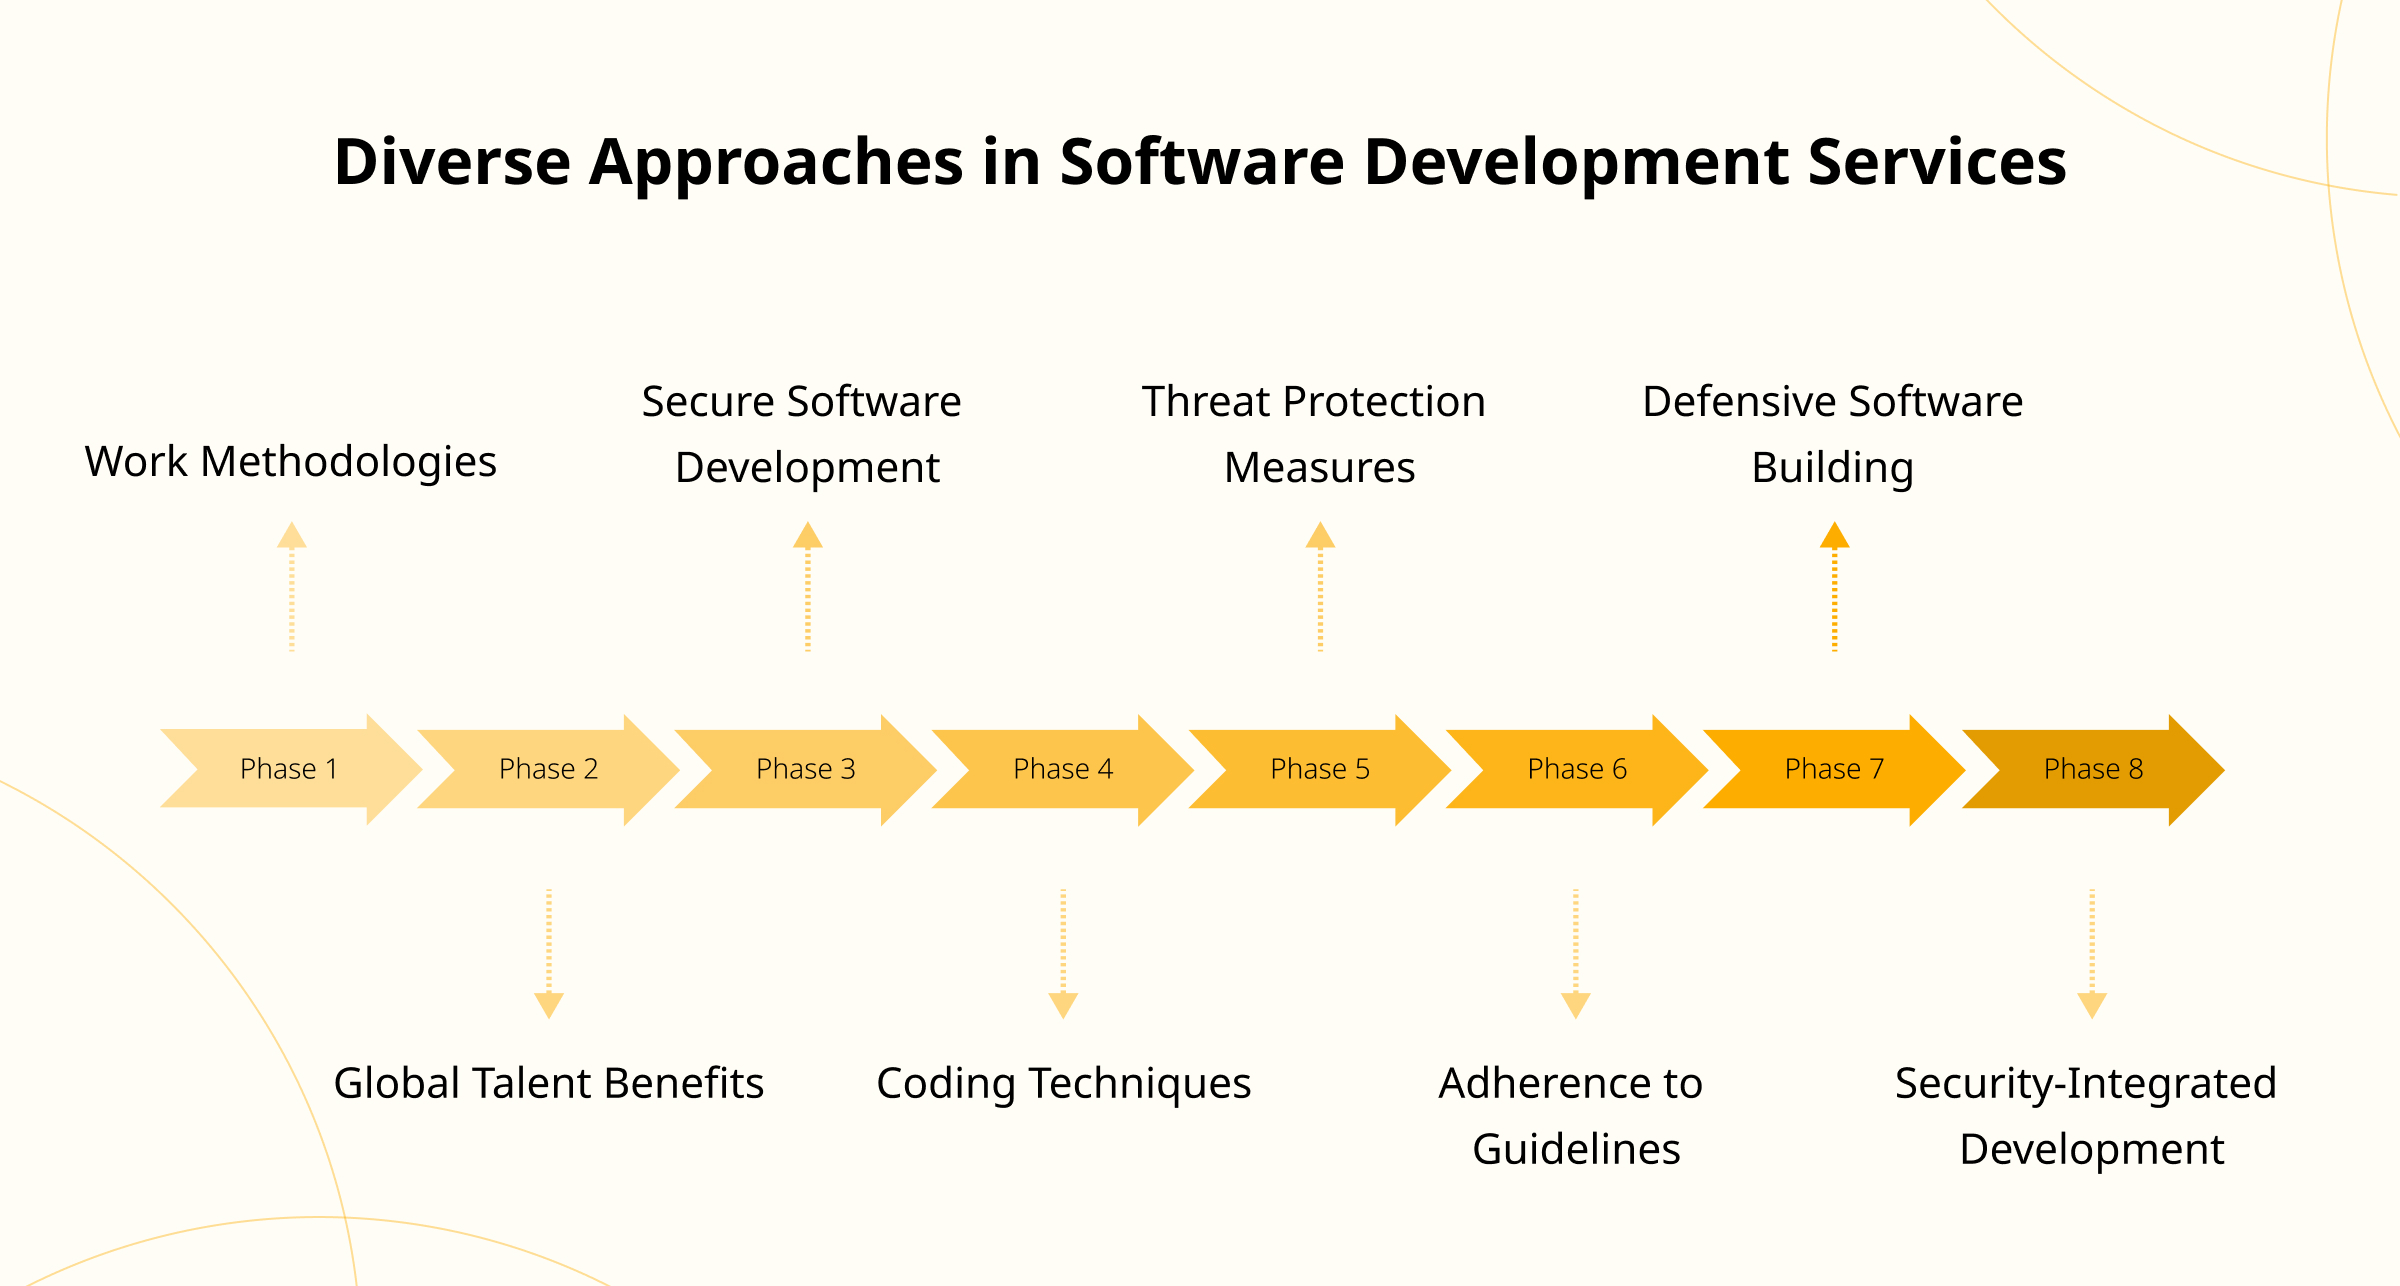 Diverse Approaches in Software Development Services
Work Methodologies
Secure Software
Development
Threat Protection
Measures
Defensive Software
Building
Phase 1
Phase 2
Phase 3
Phase 4
Phase 5
Phase 6
Phase 7
Phase 8
Global Talent Benefits
Coding Techniques
Adherence to
Guidelines
Security-Integrated
Development